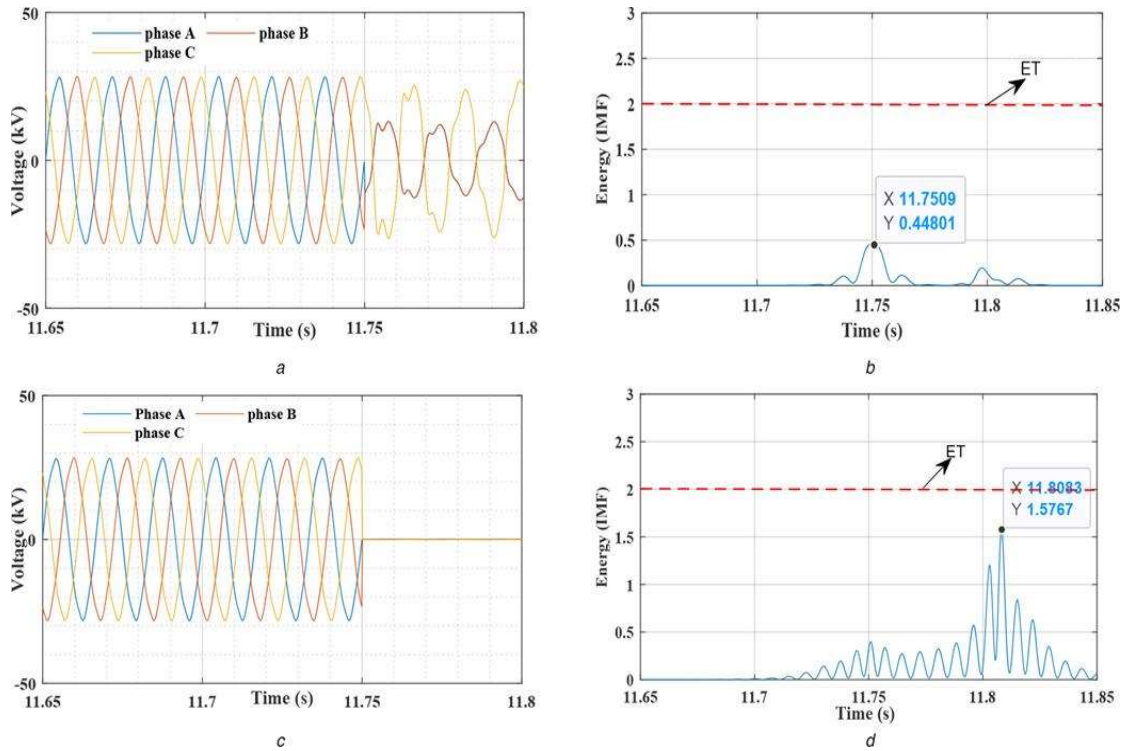 50
phase A
phase B
phase C
Voltage (kV)
0
-50
11.65
11.7
11.75
11.8
Time (s)
a
3
2.5
2
1.5
1
0.5
0
Energy (IMF)
ET
X 11.7509
Y 0.44801
11.65
11.7
11.75
11.8
11.85
Time (s)
b
50
Phase A
phase B
phase C
Voltage (kV)
0
-50
11.65
11.7
11.75
11.8
Time (s)
c
3
2.5
2
1.5
1
0.5
0
Energy (IMF)
ET
X 11.8083
Y 1.5767
11.65
11.7
11.75
11.8
11.85
Time (s)
d